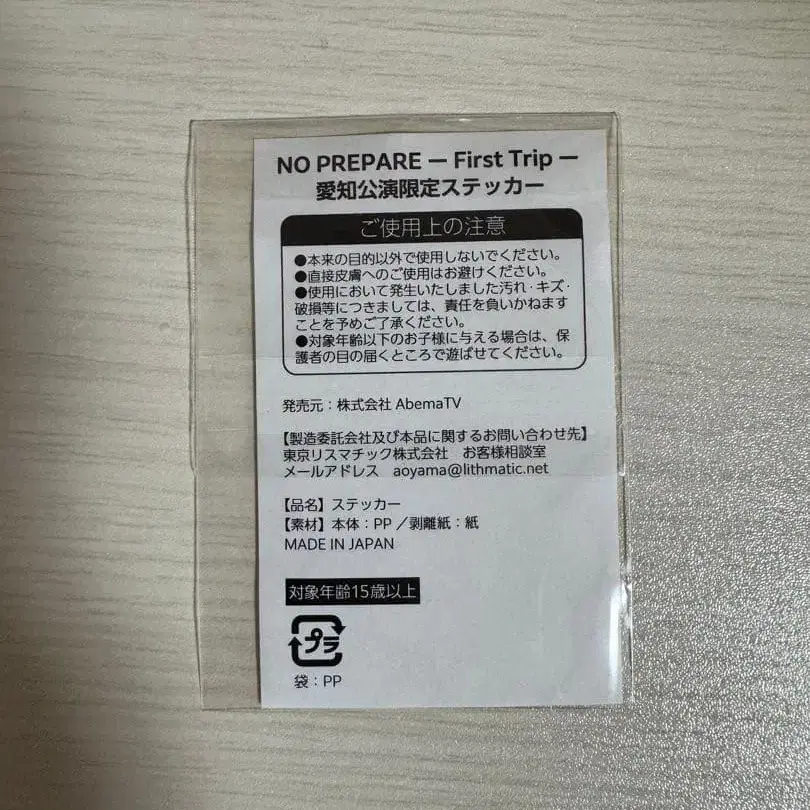 NO PREPARE ー First Trip ー
愛知公演限定ステッカー
ご使用上の注意
●本来の目的以外で使用しないでください。
●直接皮膚へのご使用はお避けください。
●使用において発生いたしました汚れ・キズ・
破損等につきましては、責任を負いかねます
ことを予めご了承ください。
●対象年齢以下のお子様に与える場合は、保
護者の目の届くところで遊ばせてください。
発売元：株式会社 AbemaTV
【製造委託会社及び本品に関するお問い合わせ先】
東京リスマチック株式会社　お客様相談室
メールアドレス　aoyama@lithmatic.net
【品名】ステッカー
【素材】本体：PP ／剥離紙：紙
MADE IN JAPAN
対象年齢15歳以上
プラ
袋：PP